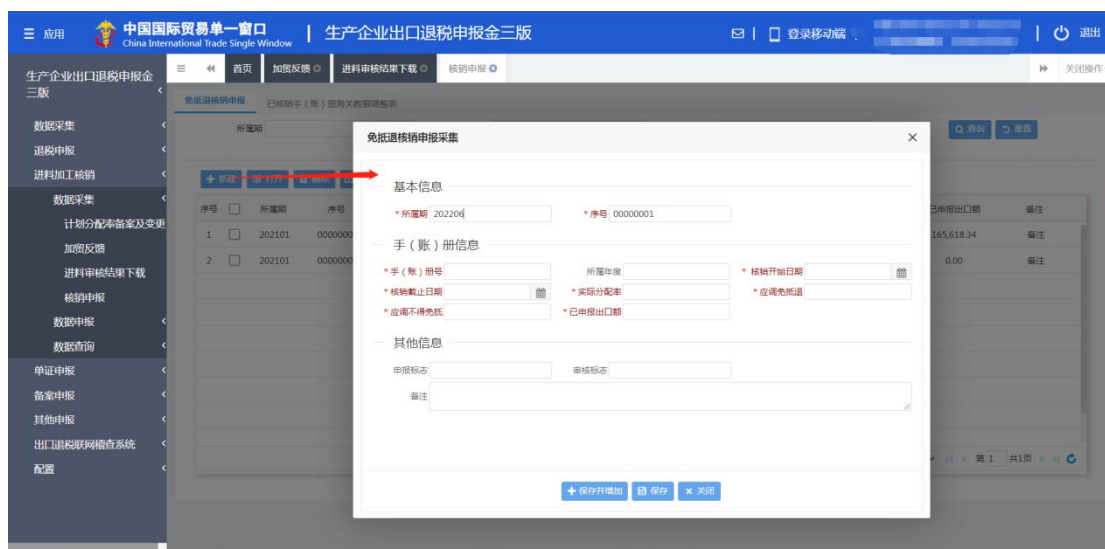 应用 中国国际贸易单一窗口 China International Trade Single Window 生产企业出口退税申报金三版 登录移动端 退出
生产企业出口退税申报金三版
首页 加贸反馈 进料审核结果下载 核销申报 关闭操作
免抵退核销申报 已核销手（账）册海关数据调整表
所属期 查询 重置
数据采集
退税申报
进料加工核销
数据采集
计划分配率备案及变更
加贸反馈
进料审核结果下载
核销申报
数据申报
数据查询
单证申报
备案申报
其他申报
出口退税联网稽查系统
配置
新建 打开 删除
序号 所属期 序号 已申报出口额 备注
1 202101 0000000 165,618.34 备注
2 202101 0000000 0.00 备注
第 1 共1页
免抵退核销申报采集
基本信息
* 所属期 202206 * 序号 00000001
手（账）册信息
* 手（账）册号 所属年度 * 核销开始日期
* 核销截止日期 * 实际分配率 * 应调免抵退
* 应调不得免抵 * 已申报出口额
其他信息
申报标志 审核标志
备注
保存并增加 保存 关闭